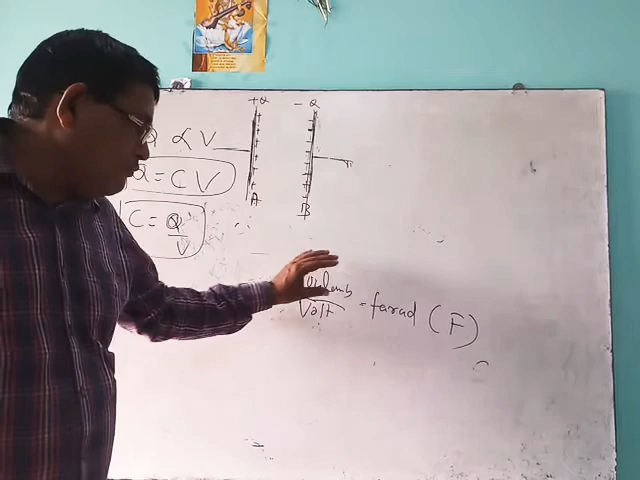 +Q - Q
Q α V
Q = C V
A B
C = Q
V
Coulomb
Volt = farad (F)